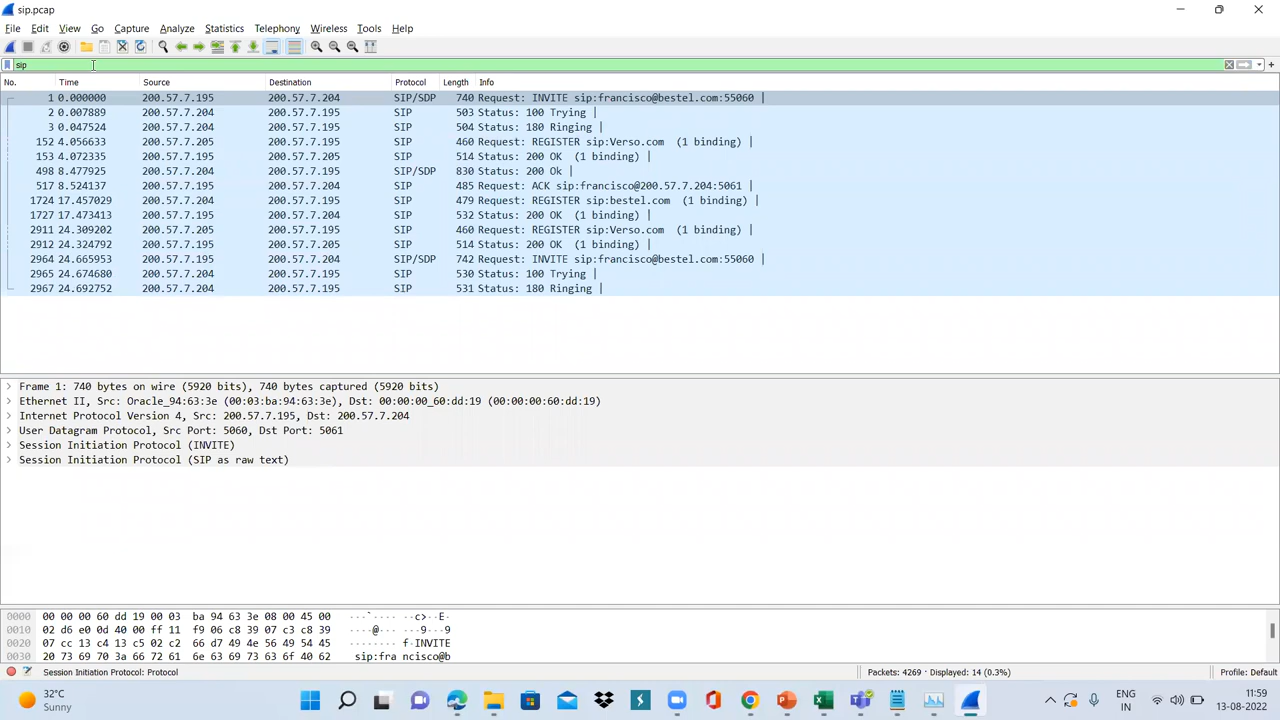 sip.pcap
File Edit View Go Capture Analyze Statistics Telephony Wireless Tools Help
sip
No. Time Source Destination Protocol Length Info
1 0.000000 200.57.7.195 200.57.7.204 SIP/SDP 740 Request: INVITE sip:francisco@bestel.com:55060 |
2 0.007889 200.57.7.204 200.57.7.195 SIP 503 Status: 100 Trying |
3 0.047524 200.57.7.204 200.57.7.195 SIP 504 Status: 180 Ringing |
152 4.056633 200.57.7.205 200.57.7.195 SIP 460 Request: REGISTER sip:Verso.com (1 binding) |
153 4.072335 200.57.7.195 200.57.7.205 SIP 514 Status: 200 OK (1 binding) |
498 8.477925 200.57.7.204 200.57.7.195 SIP/SDP 830 Status: 200 Ok |
517 8.524137 200.57.7.195 200.57.7.204 SIP 485 Request: ACK sip:francisco@200.57.7.204:5061 |
1724 17.457029 200.57.7.204 200.57.7.195 SIP 479 Request: REGISTER sip:bestel.com (1 binding) |
1727 17.473413 200.57.7.195 200.57.7.204 SIP 532 Status: 200 OK (1 binding) |
2911 24.309202 200.57.7.205 200.57.7.195 SIP 460 Request: REGISTER sip:Verso.com (1 binding) |
2912 24.324792 200.57.7.195 200.57.7.205 SIP 514 Status: 200 OK (1 binding) |
2964 24.665953 200.57.7.195 200.57.7.204 SIP/SDP 742 Request: INVITE sip:francisco@bestel.com:55060 |
2965 24.674680 200.57.7.204 200.57.7.195 SIP 530 Status: 100 Trying |
2967 24.692752 200.57.7.204 200.57.7.195 SIP 531 Status: 180 Ringing |
Frame 1: 740 bytes on wire (5920 bits), 740 bytes captured (5920 bits)
Ethernet II, Src: Oracle_94:63:3e (00:03:ba:94:63:3e), Dst: 00:00:00_60:dd:19 (00:00:00:60:dd:19)
Internet Protocol Version 4, Src: 200.57.7.195, Dst: 200.57.7.204
User Datagram Protocol, Src Port: 5060, Dst Port: 5061
Session Initiation Protocol (INVITE)
Session Initiation Protocol (SIP as raw text)
0000 00 00 00 60 dd 19 00 03 ba 94 63 3e 08 00 45 00 ···`···· ··c>··E·
0010 02 d6 e0 0d 40 00 ff 11 f9 06 c8 39 07 c3 c8 39 ····@··· ···9···9
0020 07 cc 13 c4 13 c5 02 c2 66 d7 49 4e 56 49 54 45 ········ f·INVITE
0030 20 73 69 70 3a 66 72 61 6e 63 69 73 63 6f 40 62 sip:fra ncisco@b
Session Initiation Protocol: Protocol Packets: 4269 · Displayed: 14 (0.3%) Profile: Default
32°C
Sunny
ENG
IN
11:59
13-08-2022